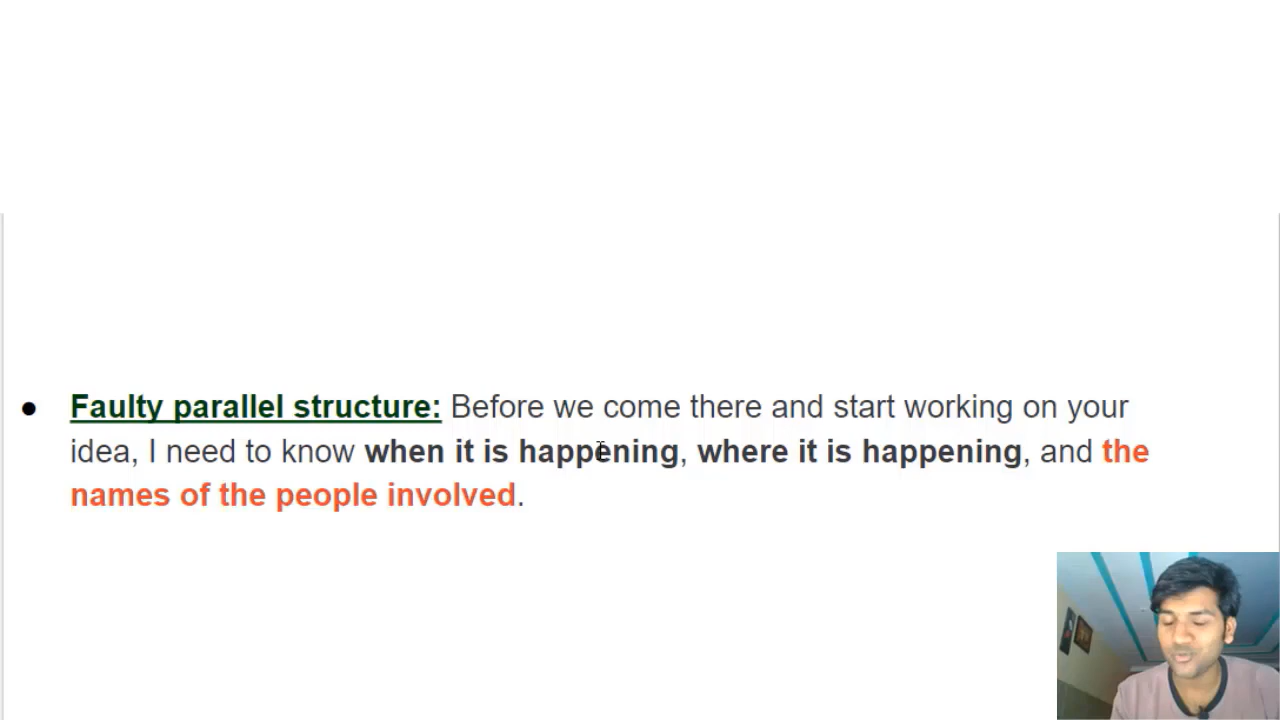 ● Faulty parallel structure: Before we come there and start working on your
idea, I need to know when it is happening, where it is happening, and the
names of the people involved.